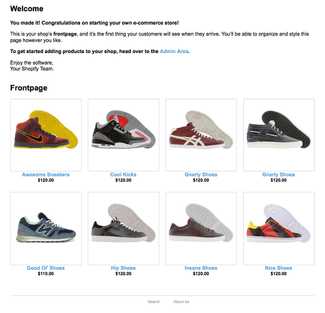 Welcome
You made it! Congratulations on starting your own e-commerce store!
This is your shop's frontpage, and it's the first thing your customers will see when they arrive. You'll be able to organize and style this
page however you like.
To get started adding products to your shop, head over to the Admin Area.
Enjoy the software,
Your Shopify Team.
Frontpage
Awesome Sneakers
$120.00
Cool Kicks
$120.00
Gnarly Shoes
$120.00
Gnarly Shoes
$120.00
Good Ol' Shoes
$110.00
Hip Shoes
$120.00
Insane Shoes
$120.00
Nice Shoes
$120.00
Search About us